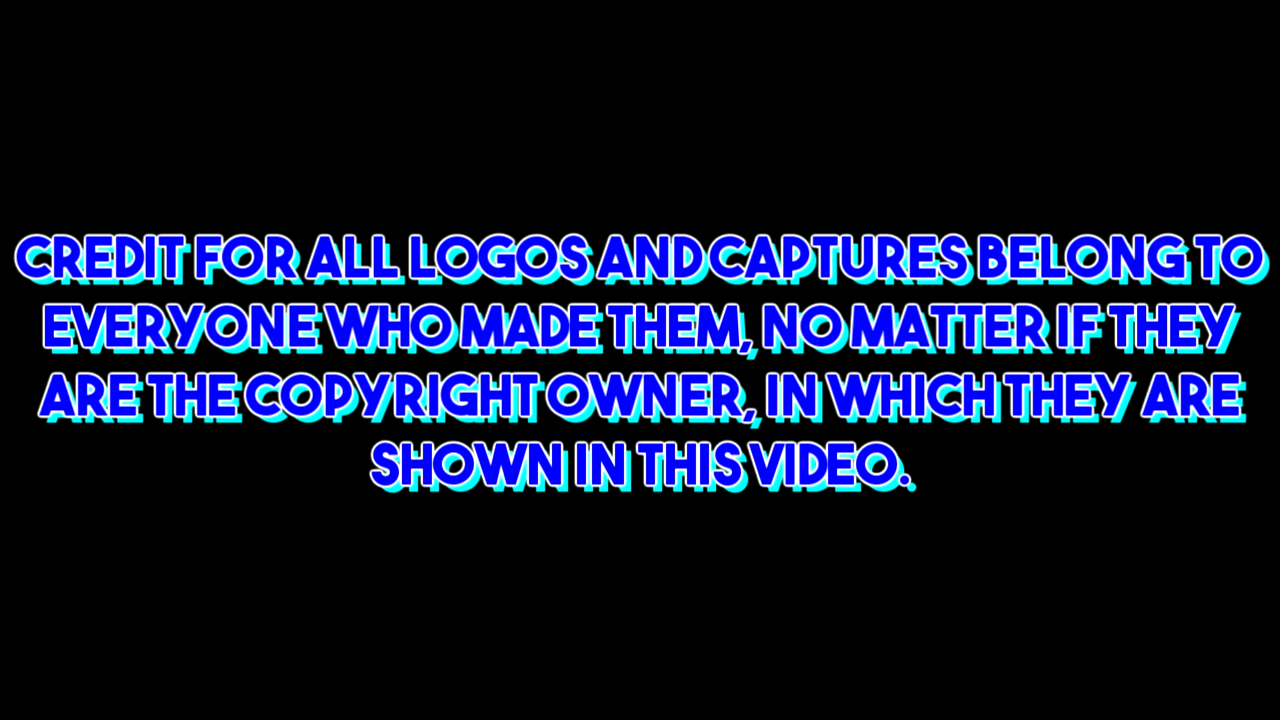 CREDIT FOR ALL LOGOS AND CAPTURES BELONG TO
EVERYONE WHO MADE THEM, NO MATTER IF THEY
ARE THE COPYRIGHT OWNER, IN WHICH THEY ARE
SHOWN IN THIS VIDEO.